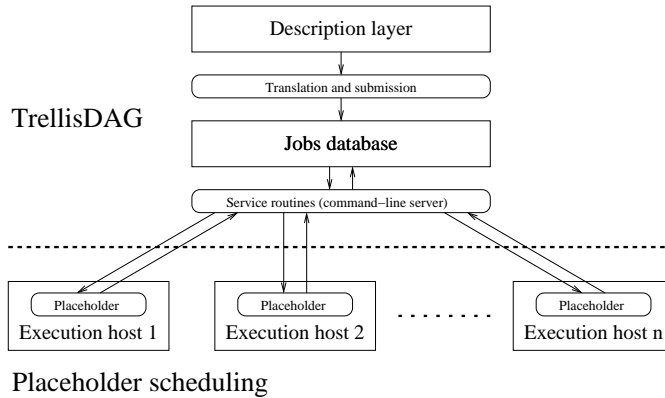 Description layer
Translation and submission
TrellisDAG
Jobs database
Service routines (command−line server)
Placeholder
Placeholder
Placeholder
Execution host 1
Execution host 2
Execution host n
Placeholder scheduling